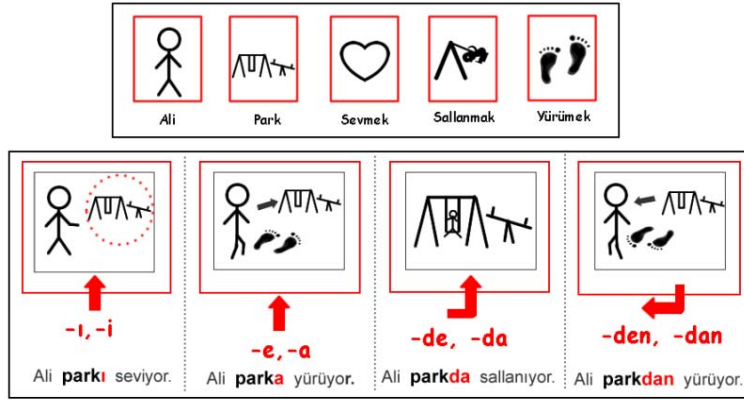 Ali
Park
Sevmek
Sallanmak
Yürümek
-ı, -i
-e, -a
-de, -da
-den, -dan
Ali parkı seviyor.
Ali parka yürüyor.
Ali parkda sallanıyor.
Ali parkdan yürüyor.